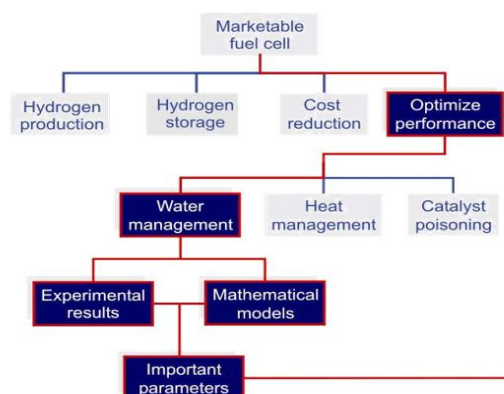 Marketable
fuel cell
Hydrogen
production
Hydrogen
storage
Cost
reduction
Optimize
performance
Water
management
Heat
management
Catalyst
poisoning
Experimental
results
Mathematical
models
Important
parameters